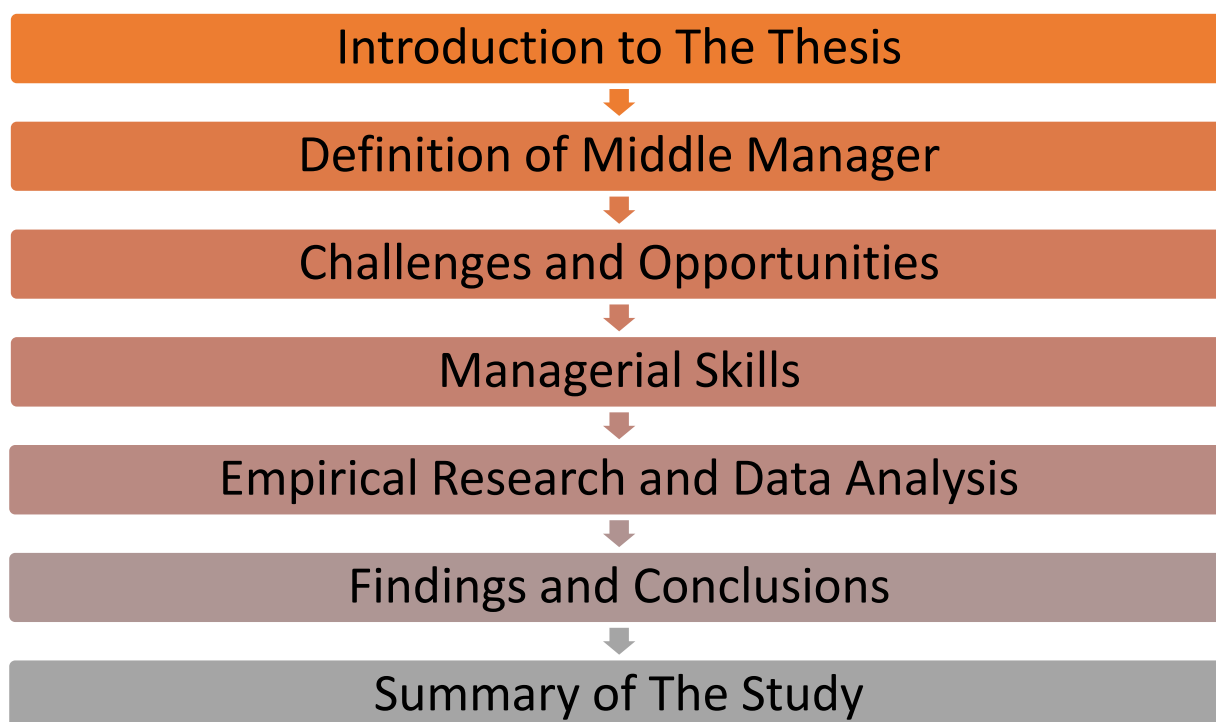 Introduction to The Thesis
Definition of Middle Manager
Challenges and Opportunities
Managerial Skills
Empirical Research and Data Analysis
Findings and Conclusions
Summary of The Study